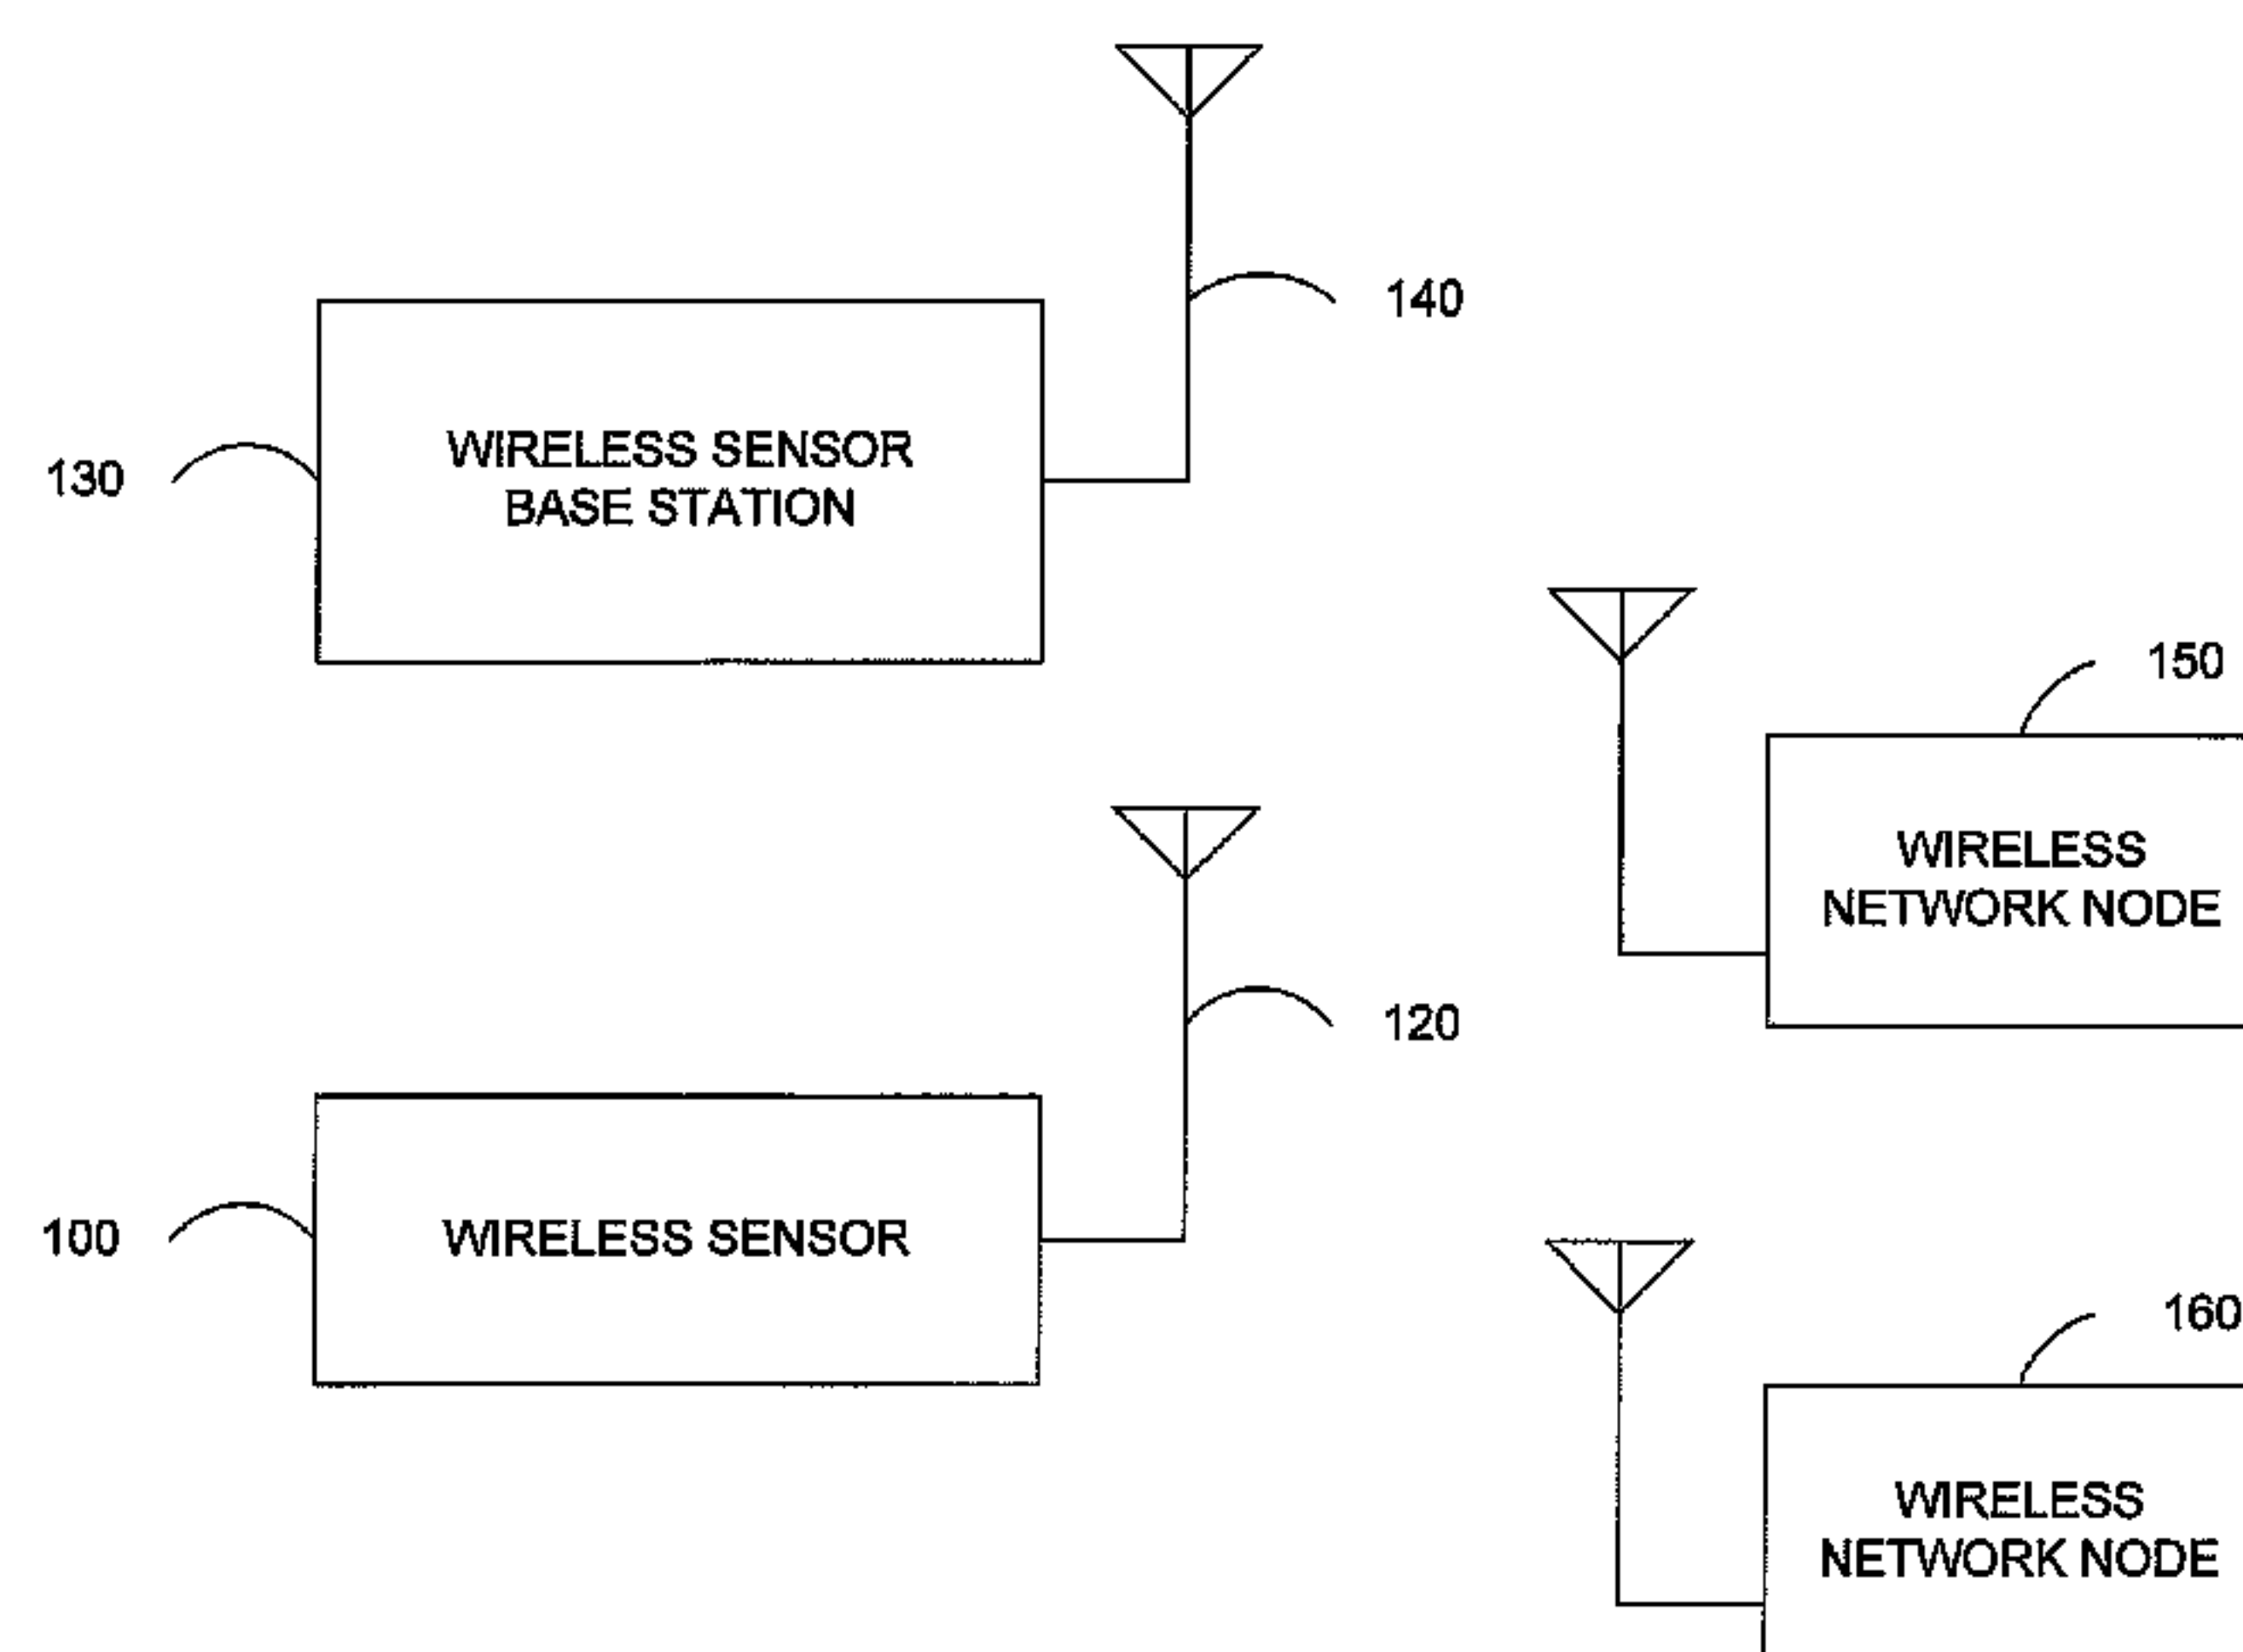 140
130
WIRELESS SENSOR
BASE STATION
150
WIRELESS
NETWORK NODE
120
100
WIRELESS SENSOR
160
WIRELESS
NETWORK NODE